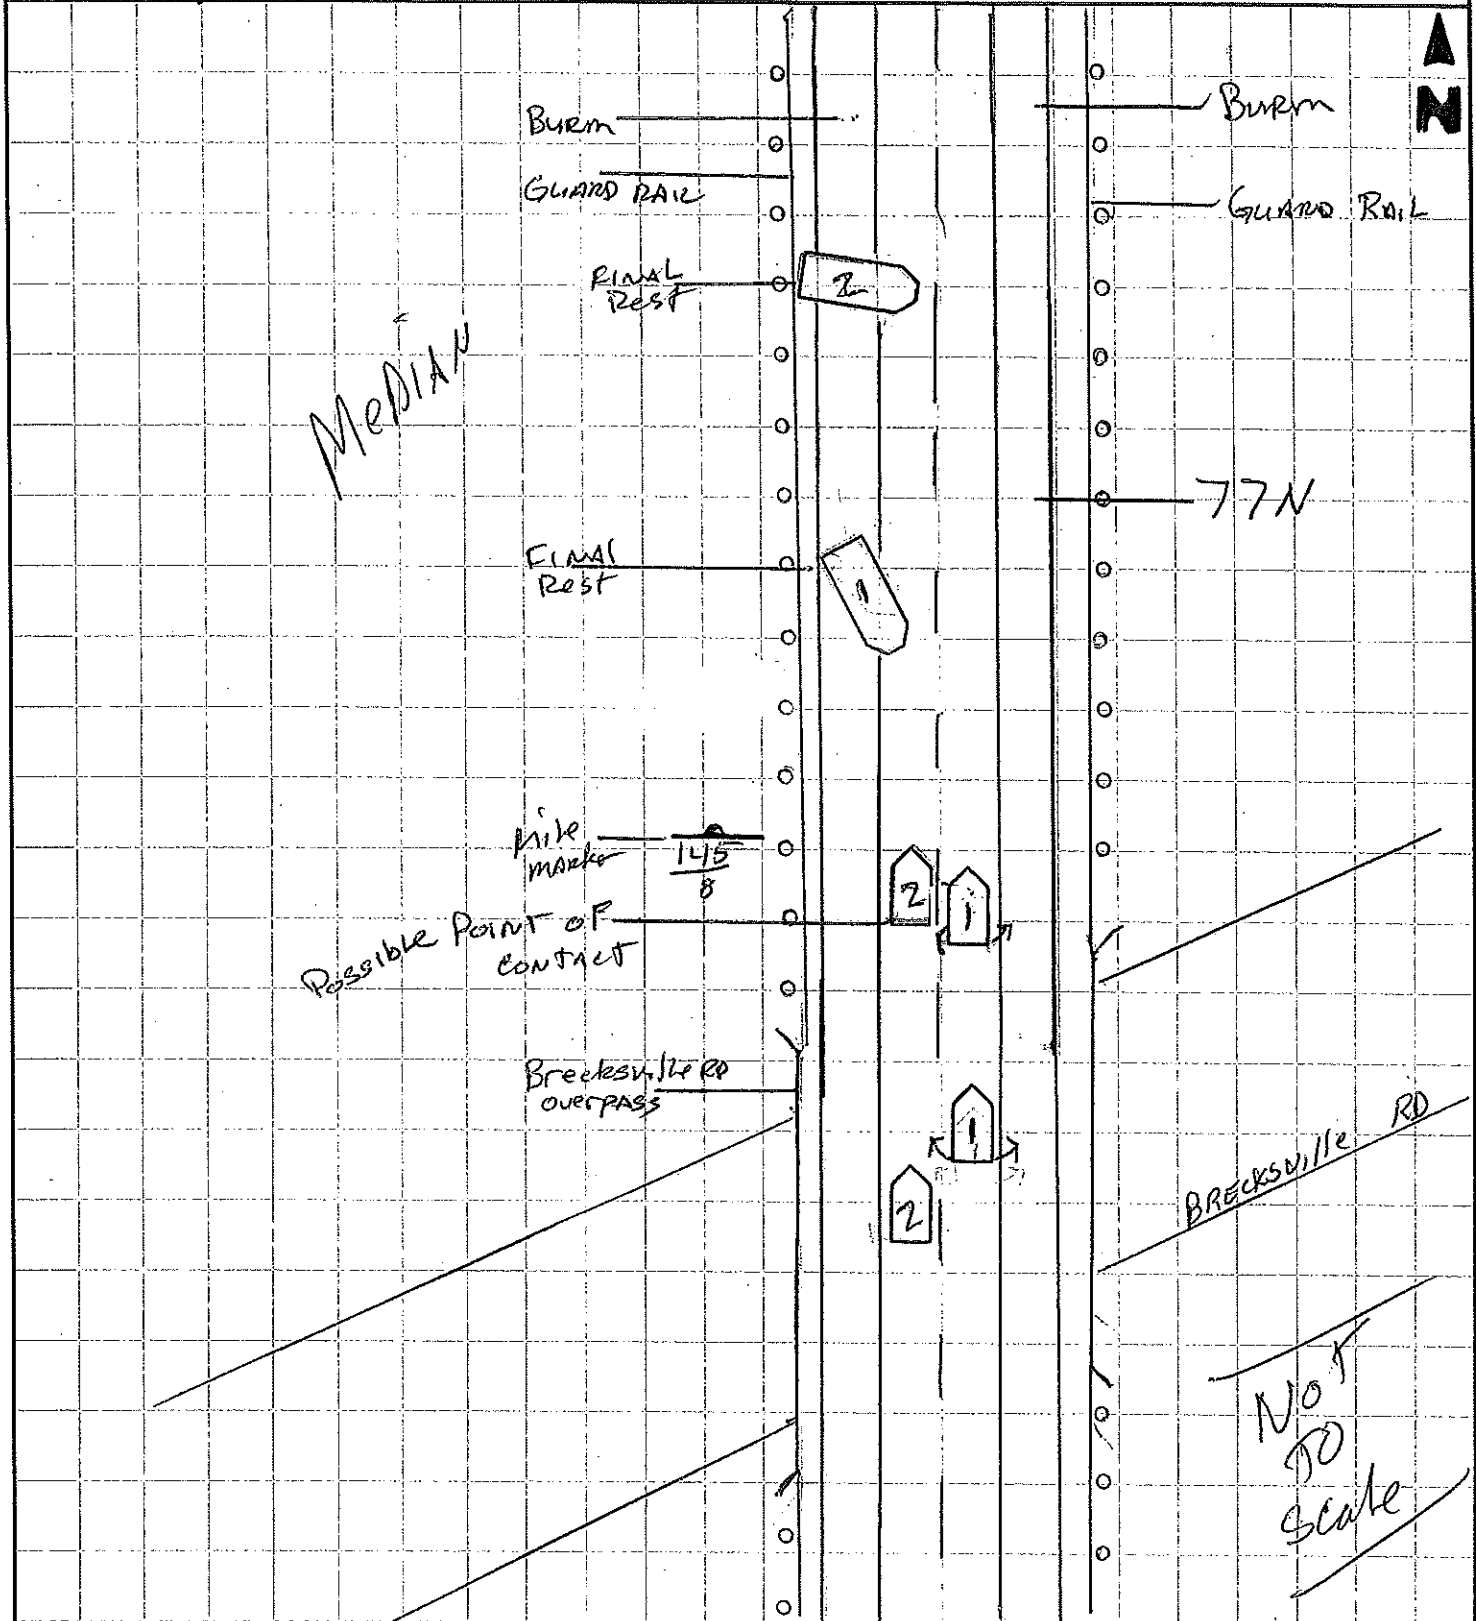 N
Burm
Burm
GUARD RAIL
GUARD RAIL
FINAL
Rest
2
MeDIAN
77N
FINAL
Rest
1
Mile
marker
145
8
2
1
Possible Point of
contact
Brecksville RD
overpass
1
2
BRECKSVIlle RD
NOT
TO
Scale